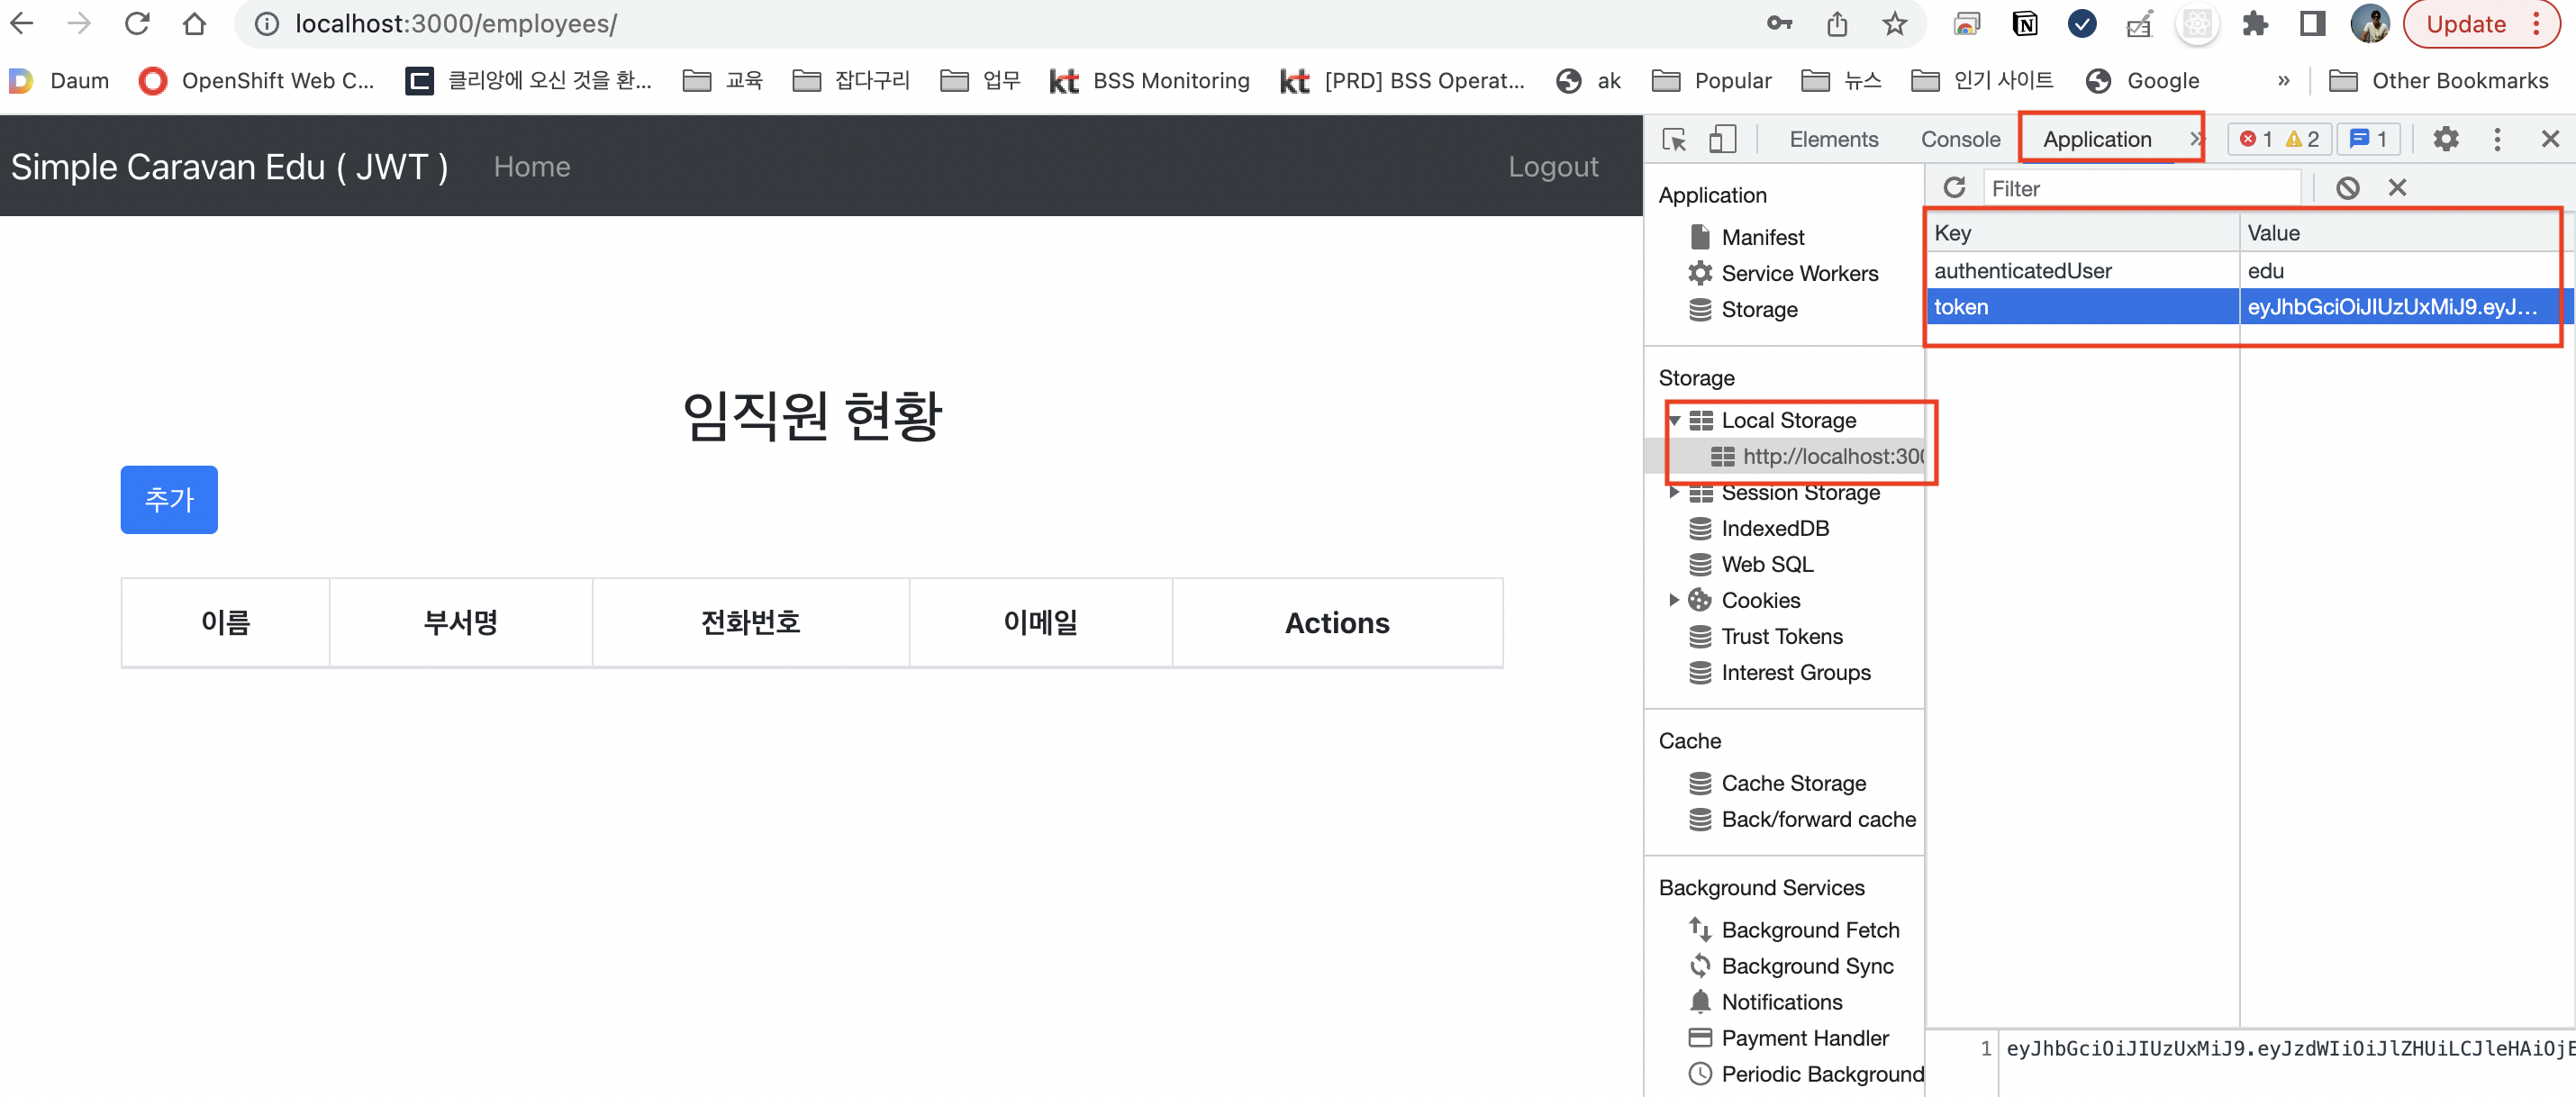 localhost:3000/employees/
Update
Daum
OpenShift Web C...
클리앙에 오신 것을 환...
교육
잡다구리
업무
kt BSS Monitoring
kt [PRD] BSS Operat...
ak
Popular
뉴스
인기 사이트
Google
»
Other Bookmarks
Simple Caravan Edu ( JWT )
Home
Logout
임직원 현황
추가
이름 부서명 전화번호 이메일 Actions
Elements Console Application » 1 2 1
Application
Manifest
Service Workers
Storage
Storage
Local Storage
http://localhost:300
Session Storage
IndexedDB
Web SQL
Cookies
Trust Tokens
Interest Groups
Cache
Cache Storage
Back/forward cache
Background Services
Background Fetch
Background Sync
Notifications
Payment Handler
Periodic Background
Filter
Key Value
authenticatedUser edu
token eyJhbGciOiJIUzUxMiJ9.eyJ...
1 eyJhbGciOiJIUzUxMiJ9.eyJzdWIiOiJlZHUiLCJleHAiOjE